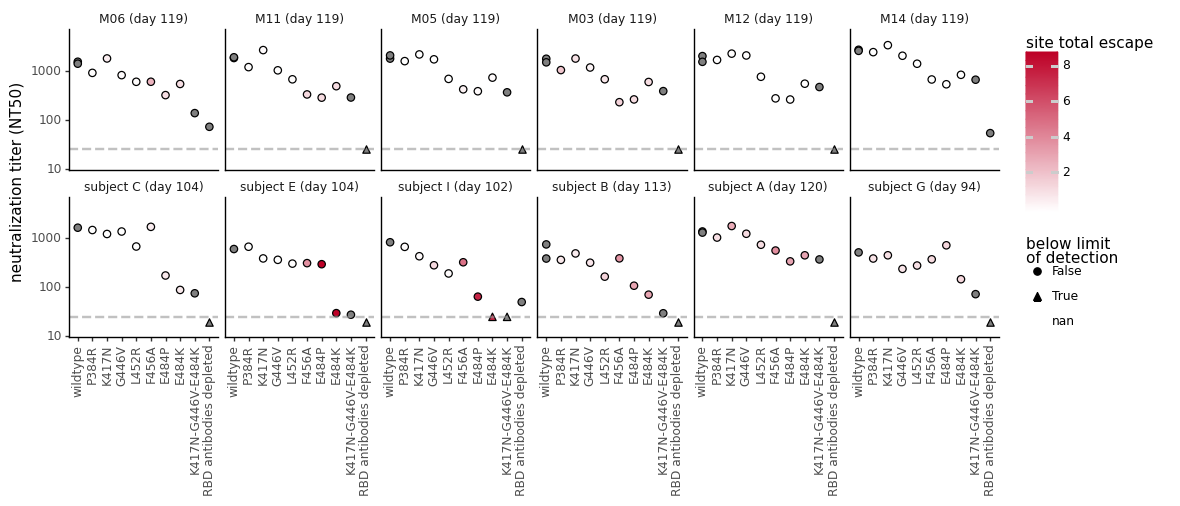 M06 (day 119)
M11 (day 119)
M05 (day 119)
M03 (day 119)
M12 (day 119)
M14 (day 119)
neutralization titer (NT50)
1000
100
10
subject C (day 104)
subject E (day 104)
subject I (day 102)
subject B (day 113)
subject A (day 120)
subject G (day 94)
1000
100
10
wildtype
P384R
K417N
G446V
L452R
F456A
E484P
E484K
K417N-G446V-E484K
RBD antibodies depleted
wildtype
P384R
K417N
G446V
L452R
F456A
E484P
E484K
K417N-G446V-E484K
RBD antibodies depleted
wildtype
P384R
K417N
G446V
L452R
F456A
E484P
E484K
K417N-G446V-E484K
RBD antibodies depleted
wildtype
P384R
K417N
G446V
L452R
F456A
E484P
E484K
K417N-G446V-E484K
RBD antibodies depleted
wildtype
P384R
K417N
G446V
L452R
F456A
E484P
E484K
K417N-G446V-E484K
RBD antibodies depleted
wildtype
P384R
K417N
G446V
L452R
F456A
E484P
E484K
K417N-G446V-E484K
RBD antibodies depleted
site total escape
8
6
4
2
below limit
of detection
False
True
nan